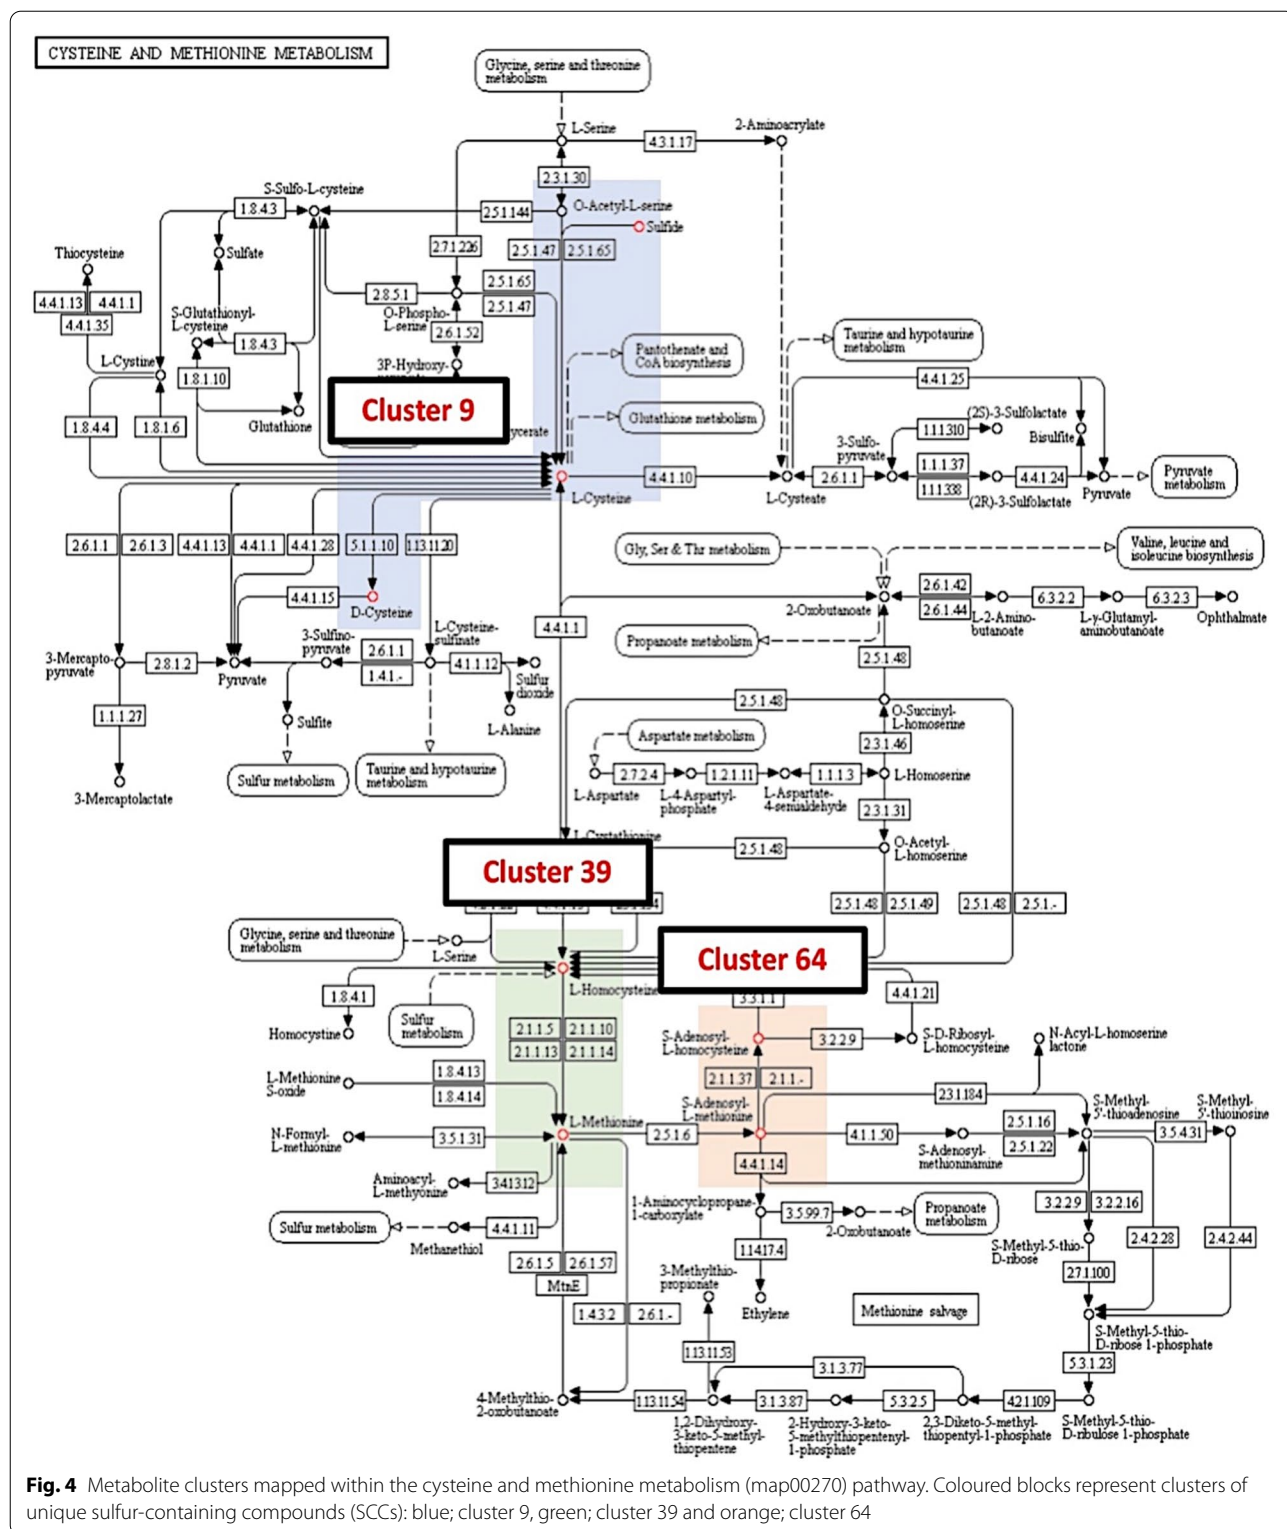 CYSTEINE AND METHIONINE METABOLISM
Glycine, serine and threonine
metabolism
L-Serine
4.3.1.17
2-Aminoacrylate
2.3.1.30
S-Sulfo-L-cysteine
1.8.4.3
2.5.1.144
O-Acetyl-L-serine
Sulfide
Sulfate
2.7.1.226
2.5.1.47
2.5.1.65
Thiocysteine
4.4.1.13
4.4.1.1
4.4.1.35
S-Glutathionyl-
L-cysteine
2.8.5.1
2.5.1.65
2.5.1.47
O-Phospho-
L-serine
1.8.4.3
2.6.1.52
L-Cystine
1.8.1.10
3P-Hydroxy-
Pantothenate and
CoA biosynthesis
Taurine and hypotaurine
metabolism
4.4.1.25
Cluster 9
Glutathione
1.8.4.4
1.8.1.6
ycerate
Glutathione metabolism
(2S)-3-Sulfolactate
1.1.1.310
Bisulfite
3-Sulfo-
pyruvate
L-Cysteine
4.4.1.10
L-Cysteate
2.6.1.1
1.1.1.37
1.1.1.338
(2R)-3-Sulfolactate
4.4.1.24
Pyruvate
Pyruvate
metabolism
2.6.1.1
2.6.1.3
4.4.1.13
4.4.1.1
4.4.1.28
5.1.1.10
1.13.11.20
Gly, Ser & Thr metabolism
Valine, leucine and
isoleucine biosynthesis
4.4.1.15
D-Cysteine
2-Oxobutanoate
2.6.1.42
2.6.1.44
L-2-Amino-
butanoate
6.3.2.2
L-γ-Glutamyl-
aminobutanoate
6.3.2.3
Ophthalmate
4.4.1.1
Propanoate metabolism
2.5.1.48
3-Mercapto-
pyruvate
2.8.1.2
Pyruvate
3-Sulfino-
pyruvate
2.6.1.1
1.4.1.-
L-Cysteine-
sulfinate
4.1.1.12
Sulfur
dioxide
L-Alanine
1.1.1.27
Sulfite
3-Mercaptolactate
Sulfur metabolism
Taurine and hypotaurine
metabolism
2.5.1.48
O-Succinyl-
L-homoserine
Aspartate metabolism
2.3.1.46
L-Aspartate
2.7.2.4
L-4-Aspartyl-
phosphate
1.2.1.11
L-Aspartate-
4-semialdehyde
1.1.1.3
L-Homoserine
2.3.1.31
L-Cystathionine
2.5.1.48
O-Acetyl-
L-homoserine
Cluster 39
2.5.1.48
2.5.1.49
2.5.1.48
2.5.1.-
Glycine, serine and threonine
metabolism
L-Serine
Cluster 64
L-Homocysteine
1.8.4.1
Homocystine
Sulfur
metabolism
3.3.1.1
4.4.1.21
2.1.1.5
2.1.1.10
2.1.1.13
2.1.1.14
S-Adenosyl-
L-homocysteine
3.2.2.9
S-D-Ribosyl-
L-homocysteine
N-Acyl-L-homoserine
lactone
L-Methionine
S-oxide
1.8.4.13
1.8.4.14
2.1.1.37
2.1.1.-
2.3.1.184
S-Adenosyl-
L-methionine
S-Methyl-
5'-thioadenosine
S-Methyl-
5'-thioinosine
N-Formyl-
L-methionine
3.5.1.31
L-Methionine
2.5.1.6
4.1.1.50
S-Adenosyl-
methioninamine
2.5.1.16
2.5.1.22
3.5.4.31
Aminoacyl-
L-methyonine
3.4.13.12
4.4.1.14
Sulfur metabolism
Methanethiol
4.4.1.11
1-Aminocyclopropane-
1-carboxylate
3.5.99.7
2-Oxobutanoate
Propanoate
metabolism
3.2.2.9
3.2.2.16
S-Methyl-5-thio-
D-ribose
2.4.2.28
2.4.2.44
2.6.1.5
2.6.1.57
MtnE
3-Methylthio-
propionate
1.14.17.4
Ethylene
2.7.1.100
1.4.3.2
2.6.1.-
Methionine salvage
S-Methyl-5-thio-
D-ribose 1-phosphate
1.13.11.53
3.1.3.77
5.3.1.23
4-Methylthio-
2-oxobutanoate
1.13.11.54
1,2-Dihydroxy-
3-keto-5-methyl-
thiopentene
3.1.3.87
2-Hydroxy-3-keto-
5-methylthiopentenyl-
1-phosphate
5.3.2.5
2,3-Diketo-5-methyl-
thiopentyl-1-phosphate
4.2.1.109
S-Methyl-5-thio-
D-ribulose 1-phosphate
Fig. 4 Metabolite clusters mapped within the cysteine and methionine metabolism (map00270) pathway. Coloured blocks represent clusters of
unique sulfur-containing compounds (SCCs): blue; cluster 9, green; cluster 39 and orange; cluster 64